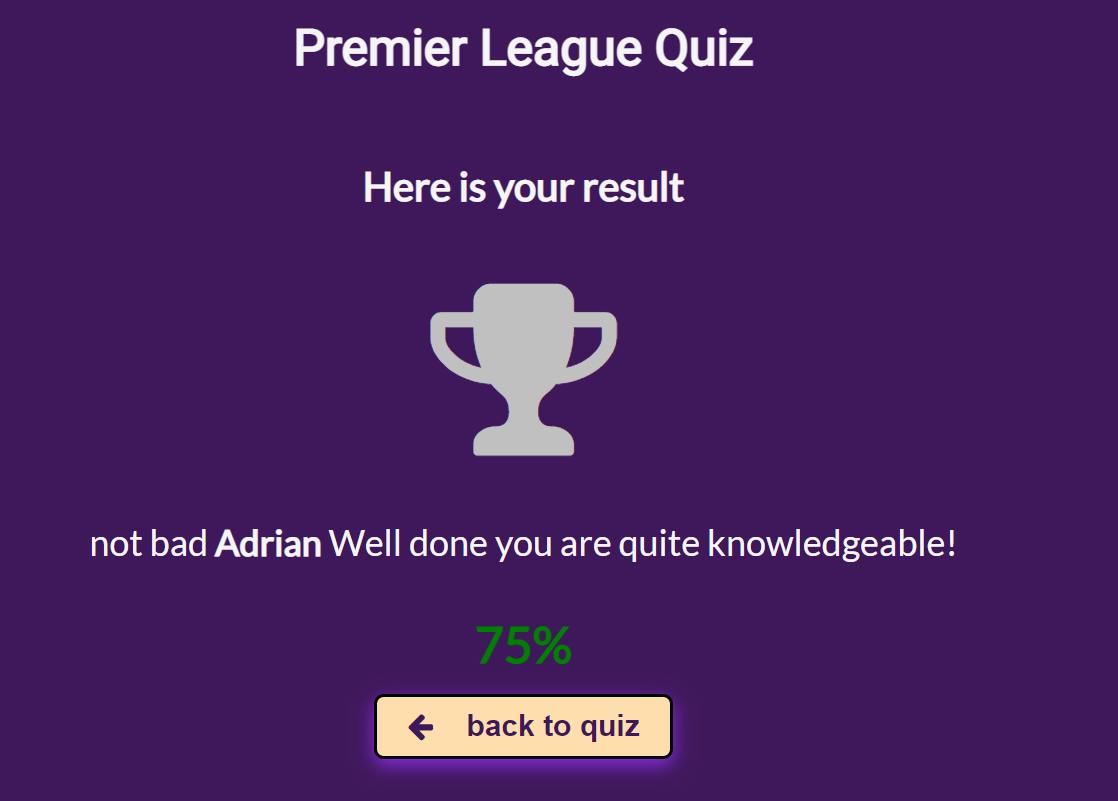 Premier League Quiz
Here is your result
not bad Adrian Well done you are quite knowledgeable!
75%
back to quiz